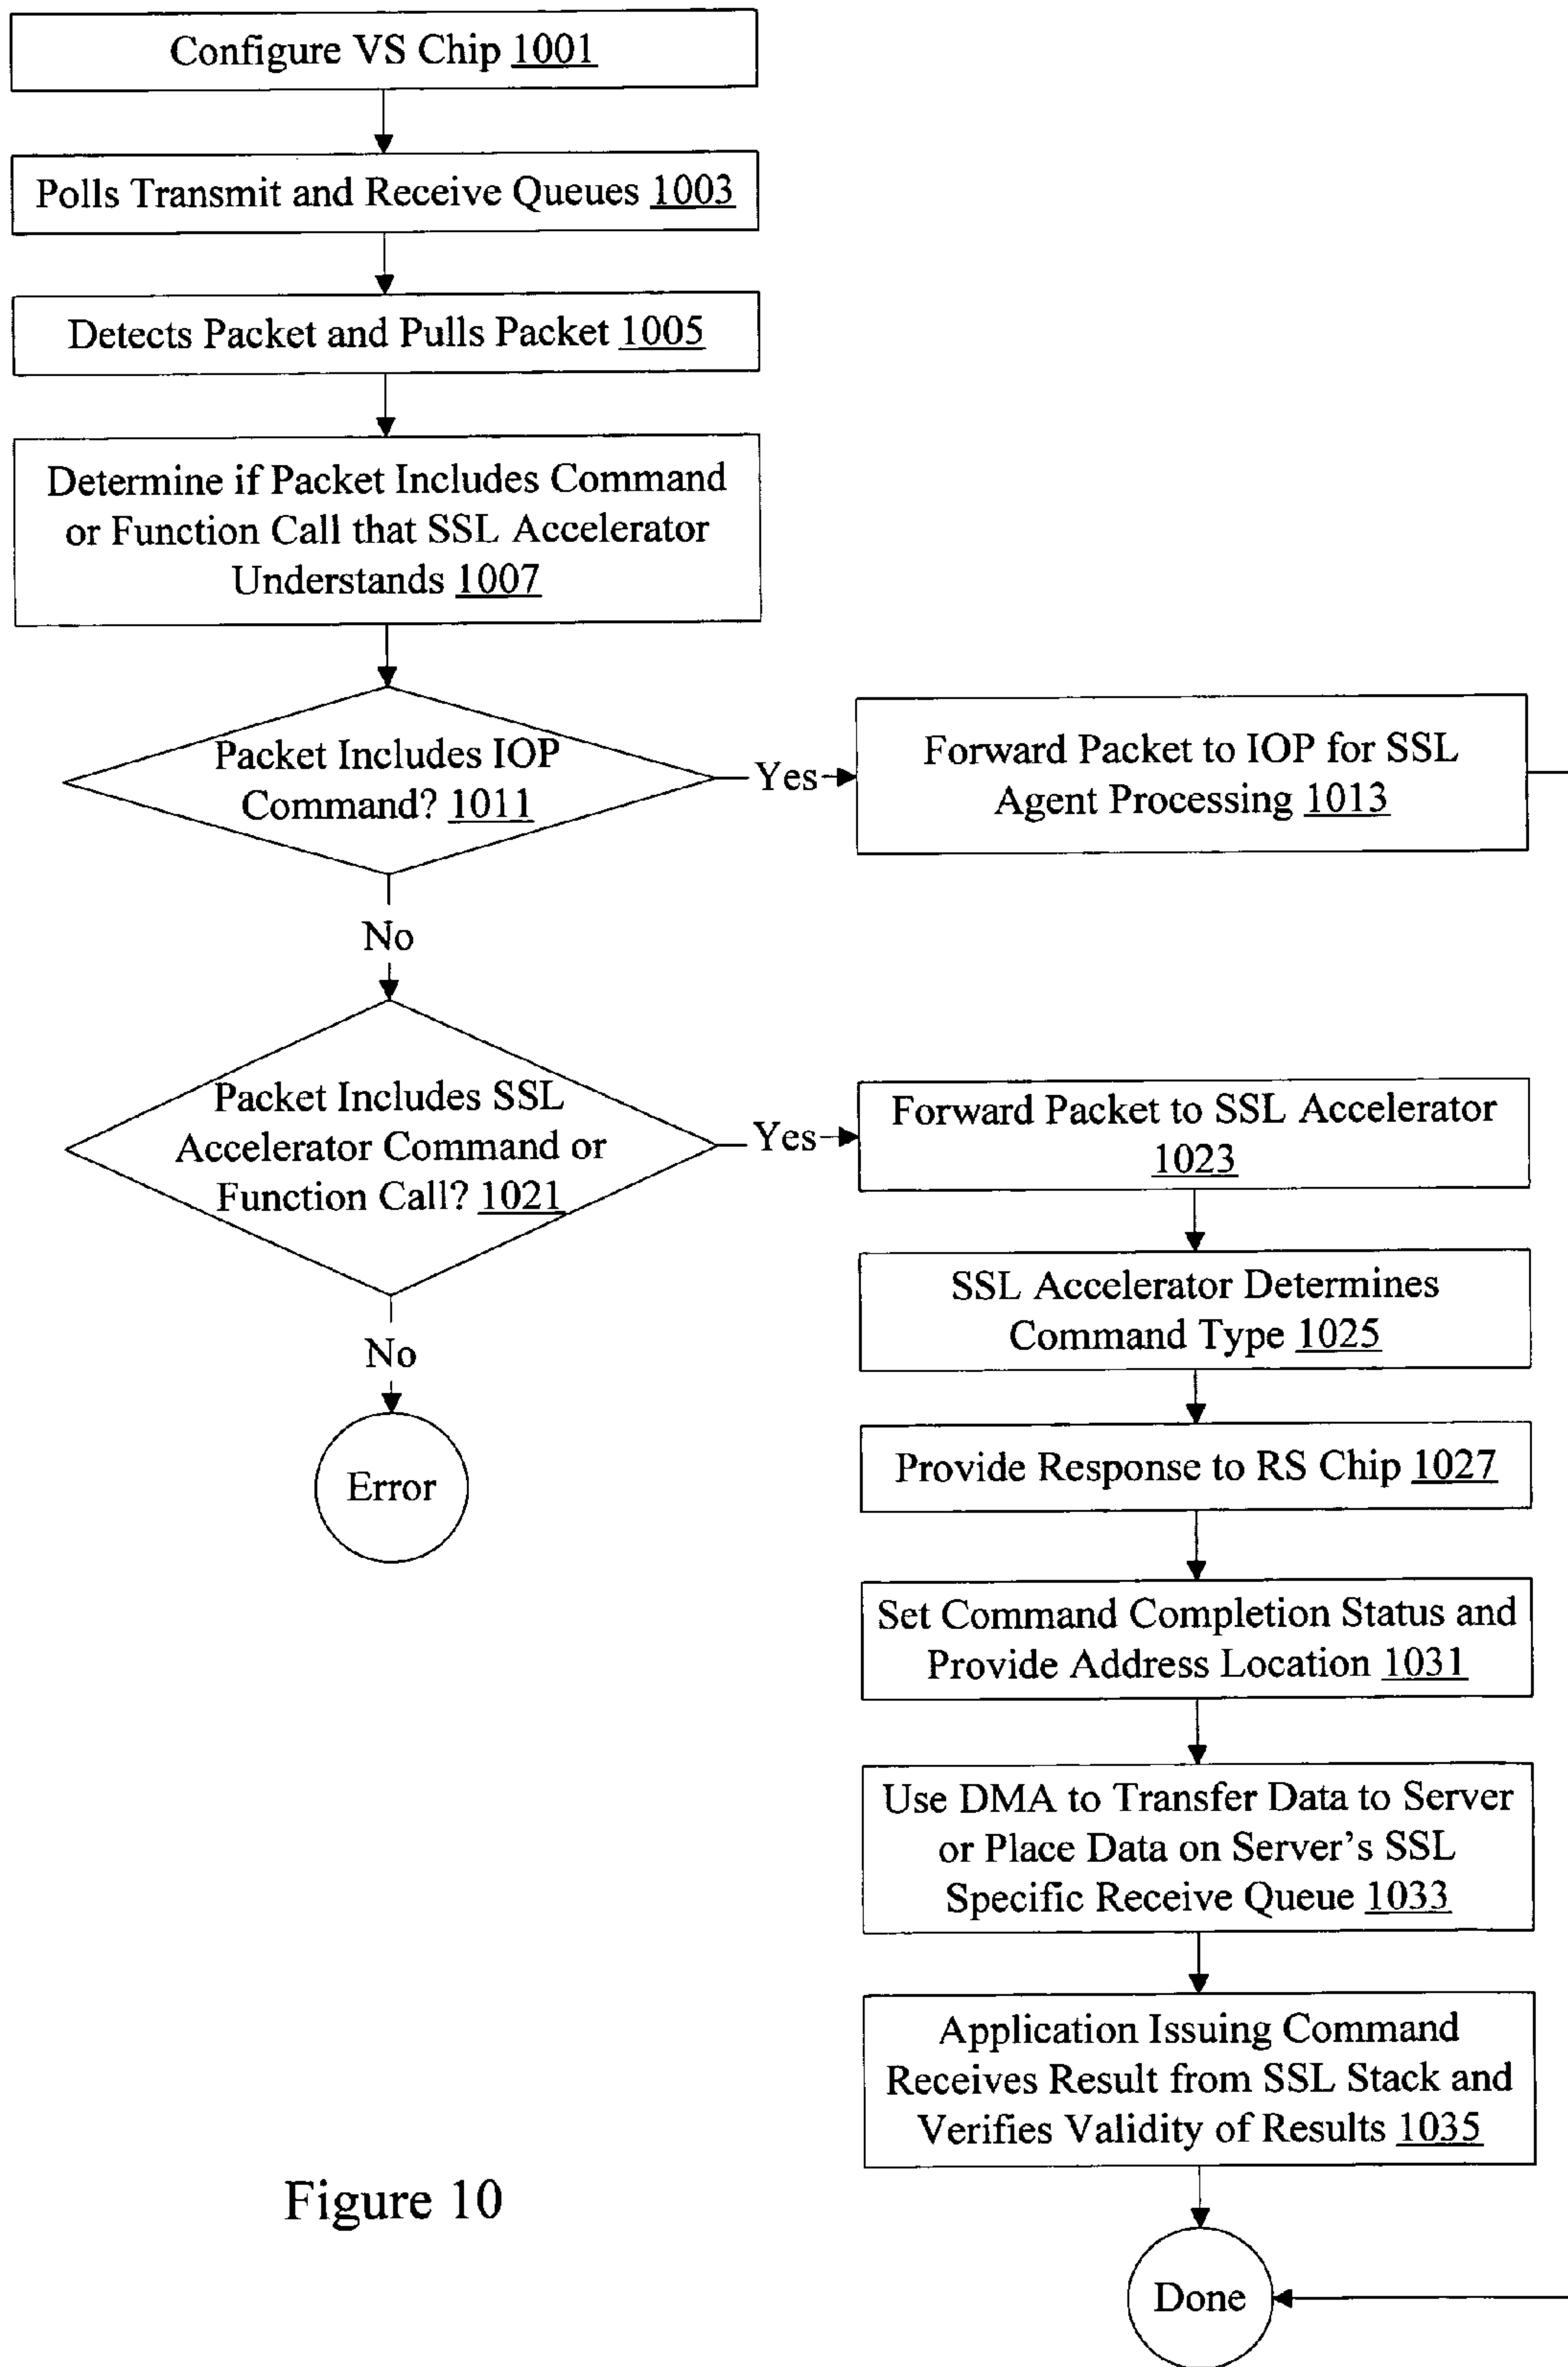 Configure VS Chip 1001
Polls Transmit and Receive Queues 1003
Detects Packet and Pulls Packet 1005
Determine if Packet Includes Command
or Function Call that SSL Accelerator
Understands 1007
Packet Includes IOP
Command? 1011
Yes
Forward Packet to IOP for SSL
Agent Processing 1013
No
Packet Includes SSL
Accelerator Command or
Function Call? 1021
Yes
Forward Packet to SSL Accelerator
1023
No
Error
SSL Accelerator Determines
Command Type 1025
Provide Response to RS Chip 1027
Set Command Completion Status and
Provide Address Location 1031
Use DMA to Transfer Data to Server
or Place Data on Server’s SSL
Specific Receive Queue 1033
Application Issuing Command
Receives Result from SSL Stack and
Verifies Validity of Results 1035
Done
Figure 10